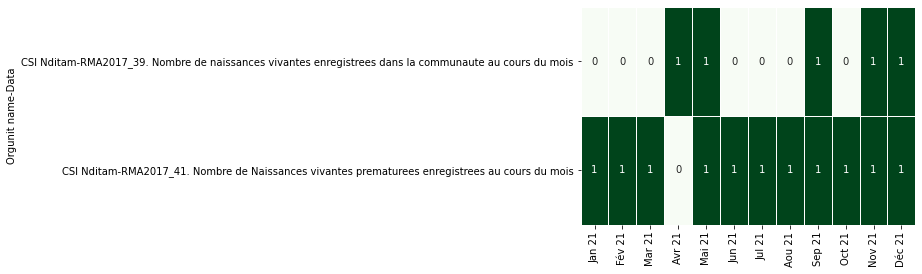 Orgunit name-Data
CSI Nditam-RMA2017_39. Nombre de naissances vivantes enregistrees dans la communaute au cours du mois
0 0 0 1 1 0 0 0 1 0 1 1
CSI Nditam-RMA2017_41. Nombre de Naissances vivantes prematurees enregistrees au cours du mois
1 1 1 0 1 1 1 1 1 1 1 1
Jan 21
Fév 21
Mar 21
Avr 21
Mai 21
Jun 21
Jul 21
Aou 21
Sep 21
Oct 21
Nov 21
Déc 21